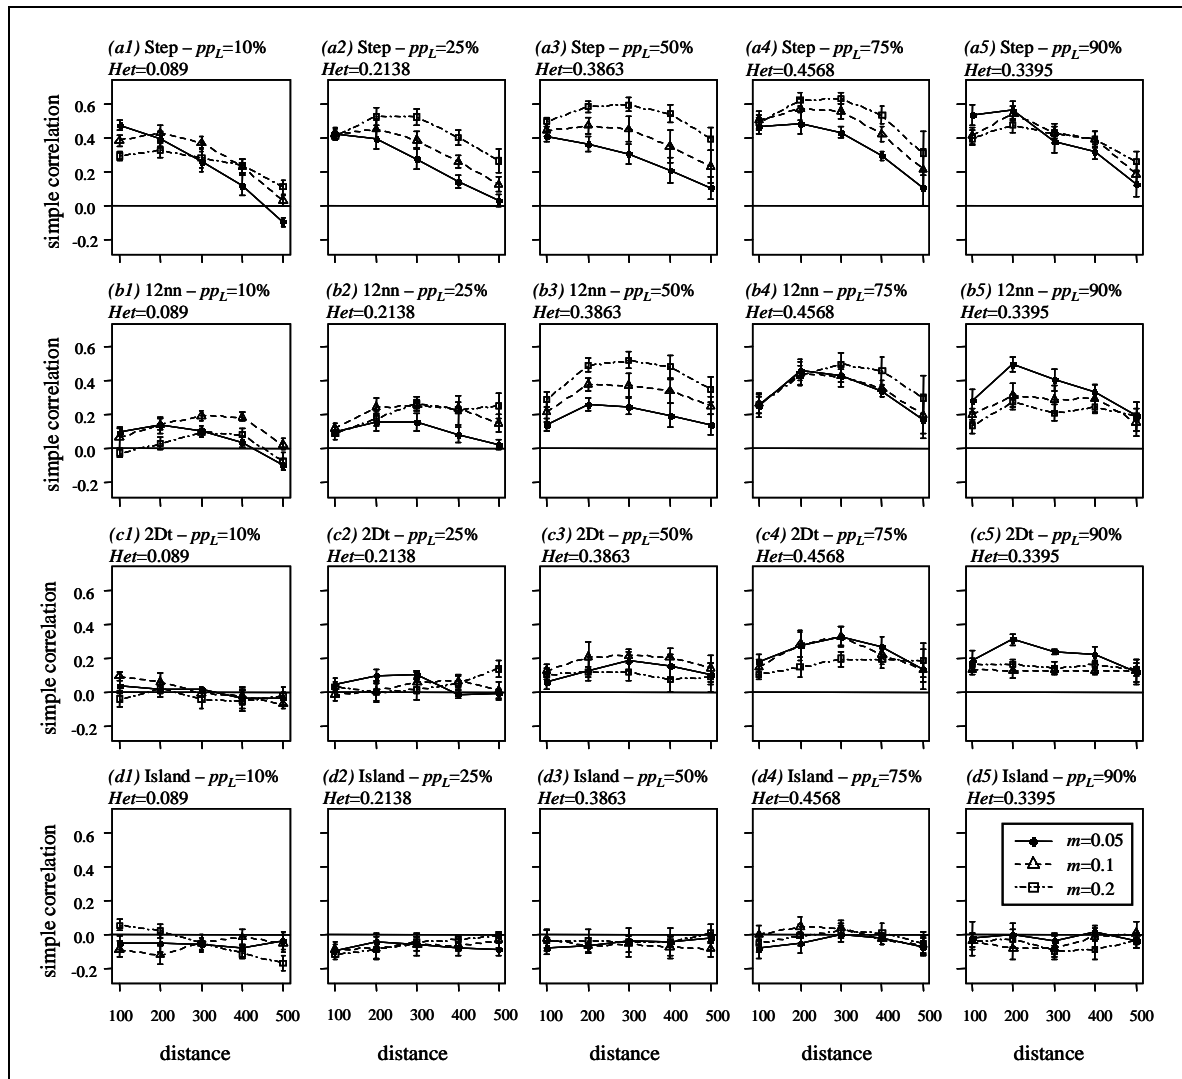 (a1) Step – ppL=10% (a2) Step – ppL=25% (a3) Step – ppL=50% (a4) Step – ppL=75% (a5) Step – ppL=90%
Het=0.089 Het=0.2138 Het=0.3863 Het=0.4568 Het=0.3395
simple correlation
0.6
0.4
0.2
0.0
-0.2
(b1) 12nn – ppL=10% (b2) 12nn – ppL=25% (b3) 12nn – ppL=50% (b4) 12nn – ppL=75% (b5) 12nn – ppL=90%
Het=0.089 Het=0.2138 Het=0.3863 Het=0.4568 Het=0.3395
simple correlation
0.6
0.4
0.2
0.0
-0.2
(c1) 2Dt – ppL=10% (c2) 2Dt – ppL=25% (c3) 2Dt – ppL=50% (c4) 2Dt – ppL=75% (c5) 2Dt – ppL=90%
Het=0.089 Het=0.2138 Het=0.3863 Het=0.4568 Het=0.3395
simple correlation
0.6
0.4
0.2
0.0
-0.2
(d1) Island – ppL=10% (d2) Island – ppL=25% (d3) Island – ppL=50% (d4) Island – ppL=75% (d5) Island – ppL=90%
Het=0.089 Het=0.2138 Het=0.3863 Het=0.4568 Het=0.3395
simple correlation
0.6
0.4
0.2
0.0
-0.2
m=0.05
m=0.1
m=0.2
100 200 300 400 500 100 200 300 400 500 100 200 300 400 500 100 200 300 400 500 100 200 300 400 500
distance distance distance distance distance